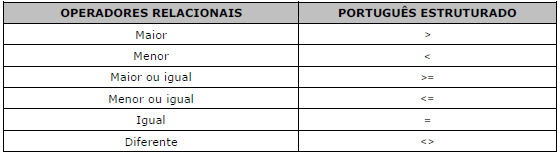 OPERADORES RELACIONAIS PORTUGUÊS ESTRUTURADO
Maior >
Menor <
Maior ou igual >=
Menor ou igual <=
Igual =
Diferente <>